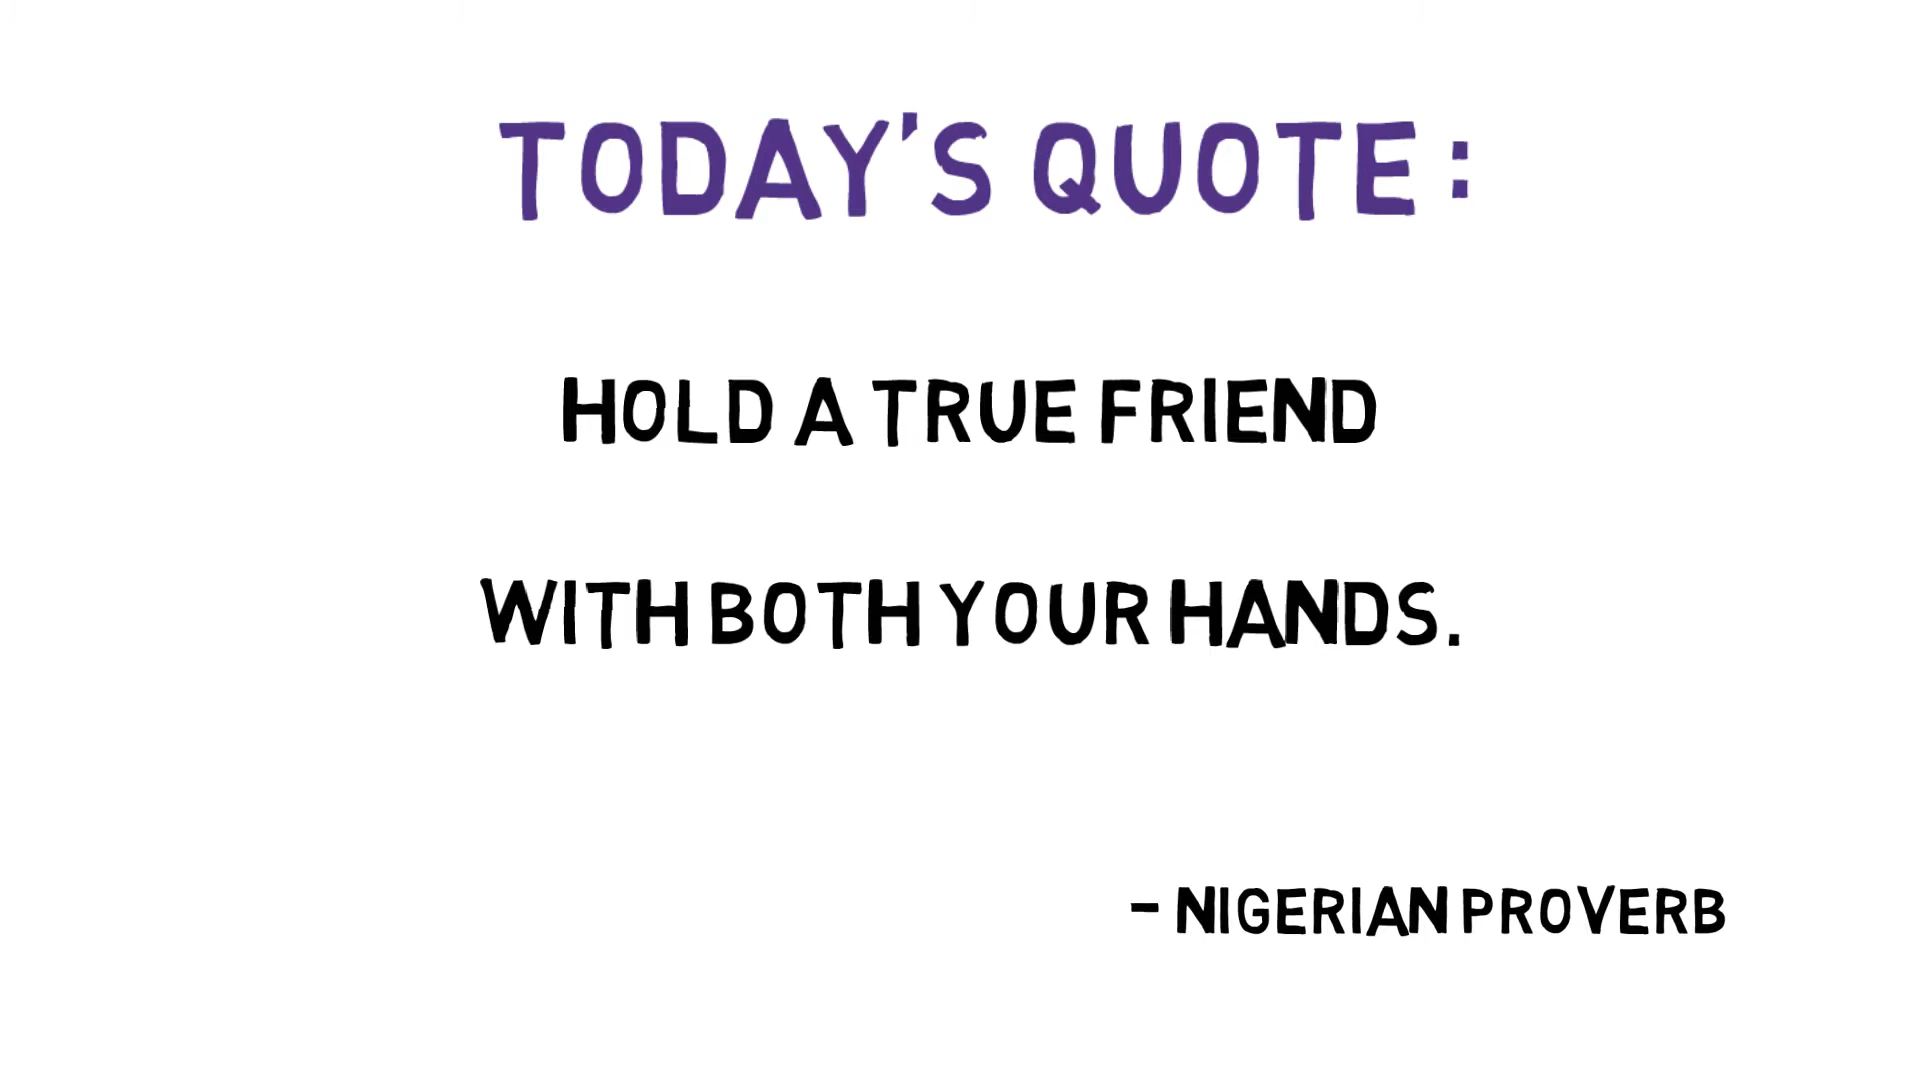 TODAY'S QUOTE:
HOLD A TRUE FRIEND
WITH BOTH YOUR HANDS.
- NIGERIAN PROVERB